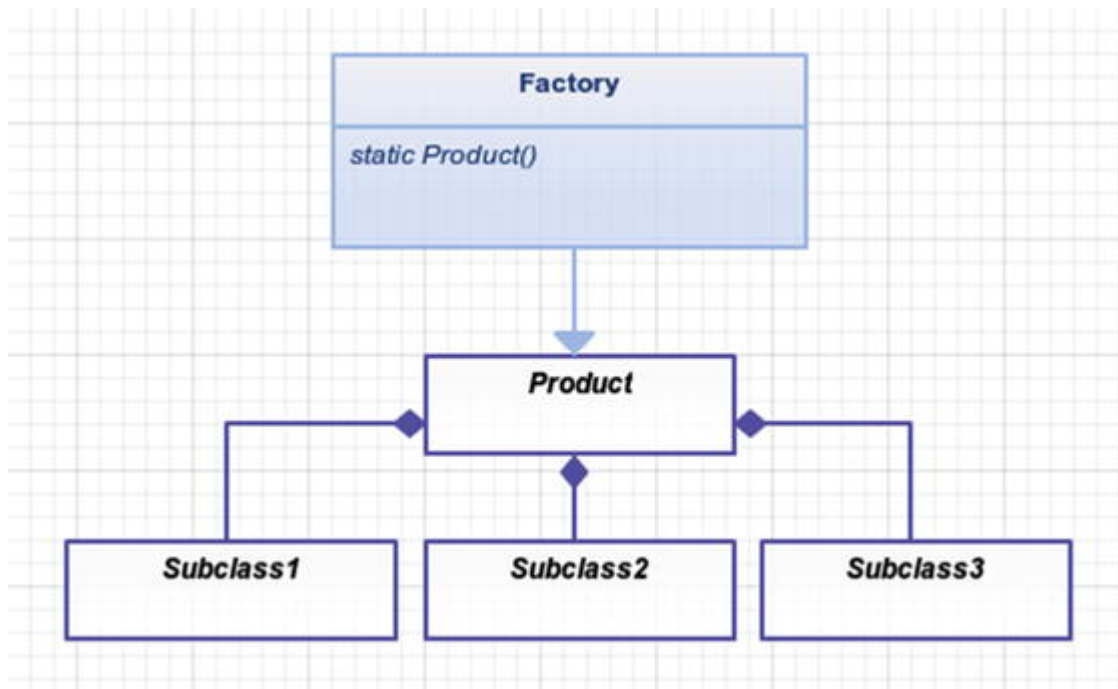 Factory
static Product()
Product
Subclass1
Subclass2
Subclass3